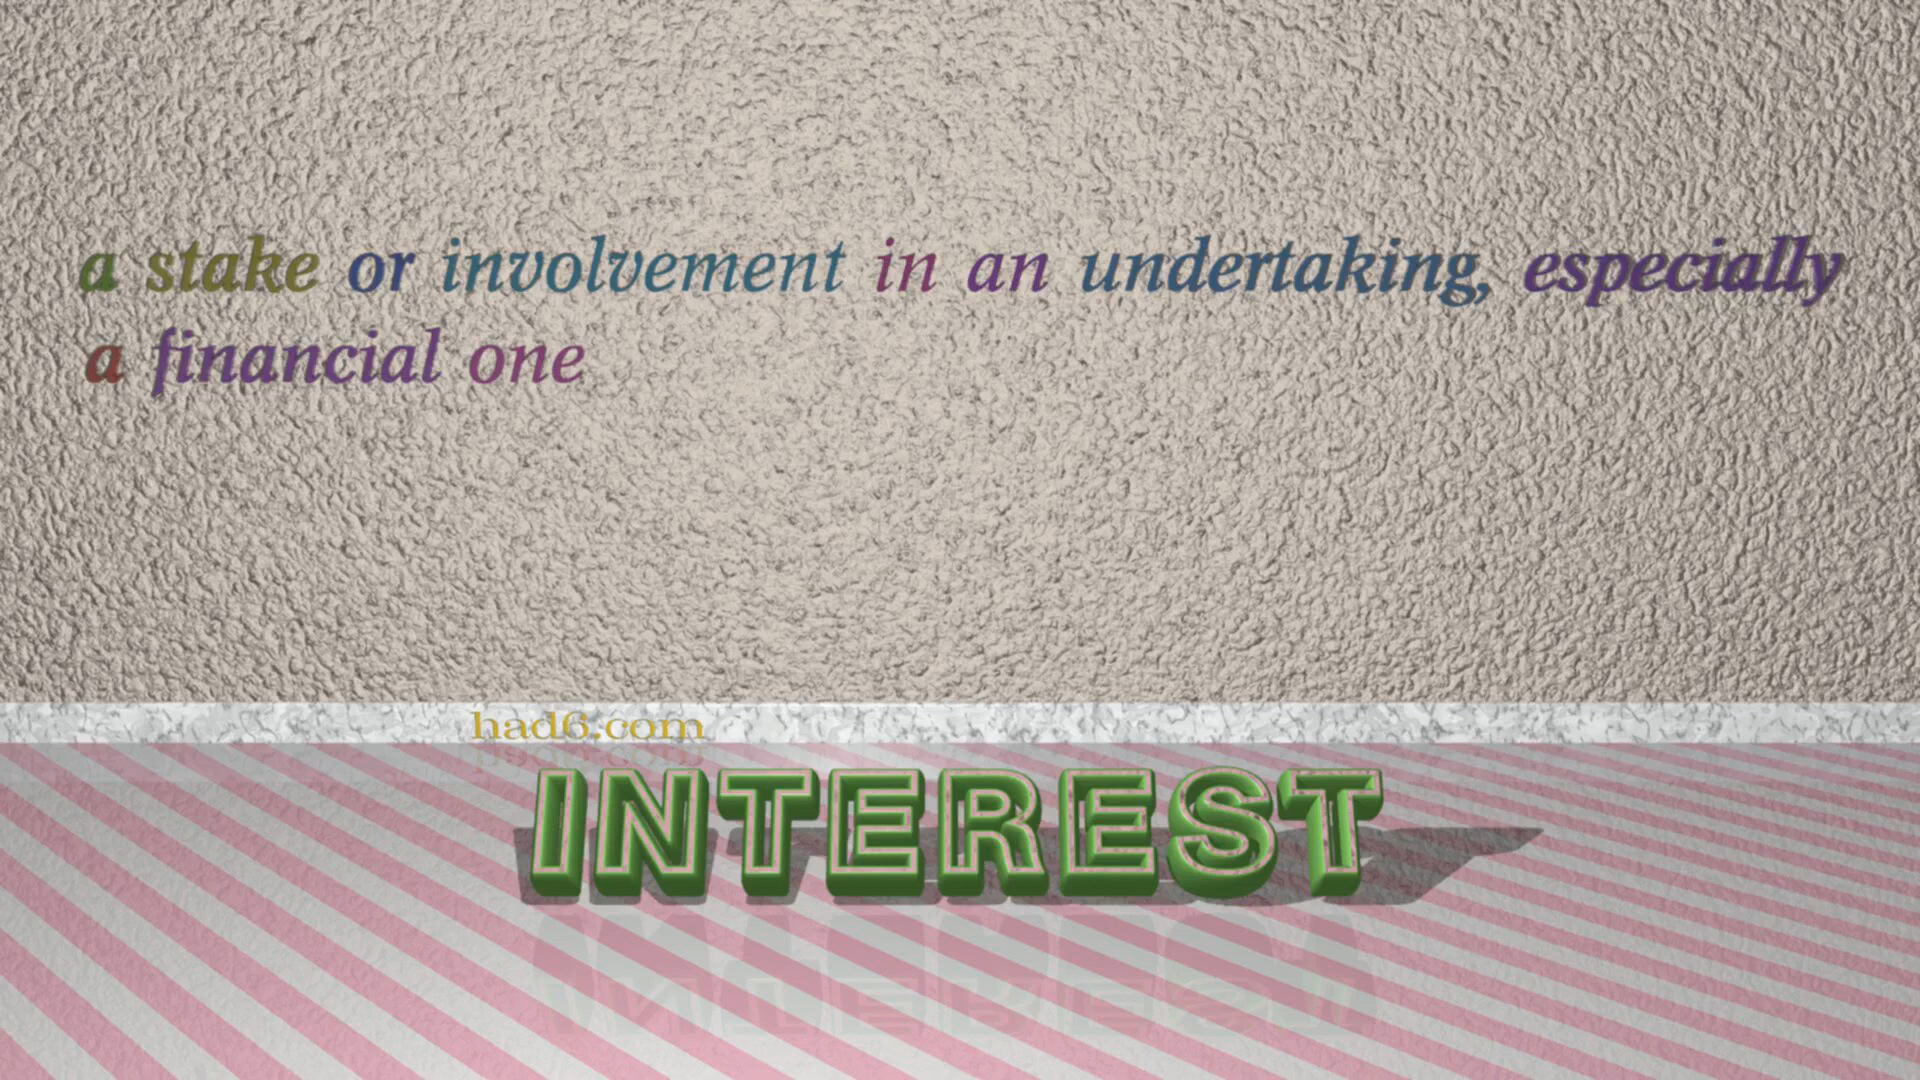 a stake or involvement in an undertaking, especially
a financial one
had6.com
INTEREST